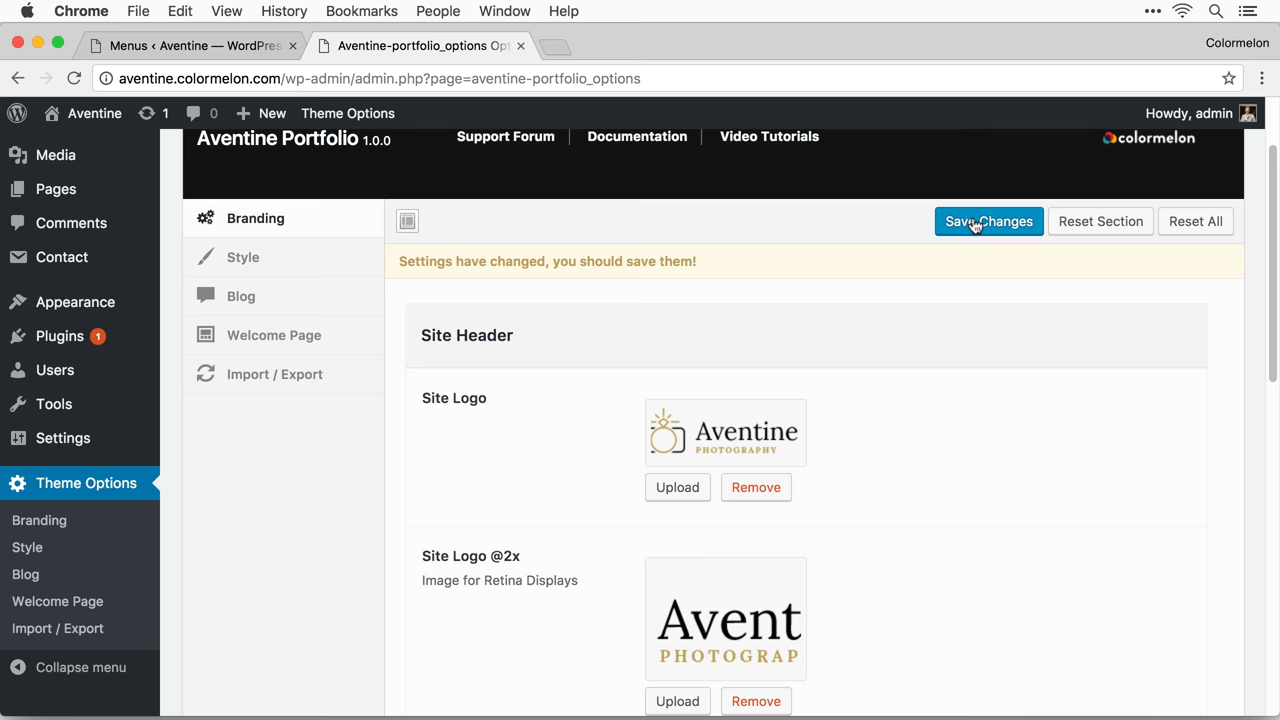 Chrome File Edit View History Bookmarks People Window Help
Menus ‹ Aventine — WordPres
Aventine-portfolio_options Opt
Colormelon
aventine.colormelon.com/wp-admin/admin.php?page=aventine-portfolio_options
Aventine 1 0 New Theme Options Howdy, admin
Media
Pages
Comments
Contact
Appearance
Plugins 1
Users
Tools
Settings
Theme Options
Branding
Style
Blog
Welcome Page
Import / Export
Collapse menu
Aventine Portfolio 1.0.0
Support Forum Documentation Video Tutorials
colormelon
Branding
Style
Blog
Welcome Page
Import / Export
Save Changes Reset Section Reset All
Settings have changed, you should save them!
Site Header
Site Logo
Aventine
PHOTOGRAPHY
Upload Remove
Site Logo @2x
Image for Retina Displays
Avent
PHOTOGRAP
Upload Remove